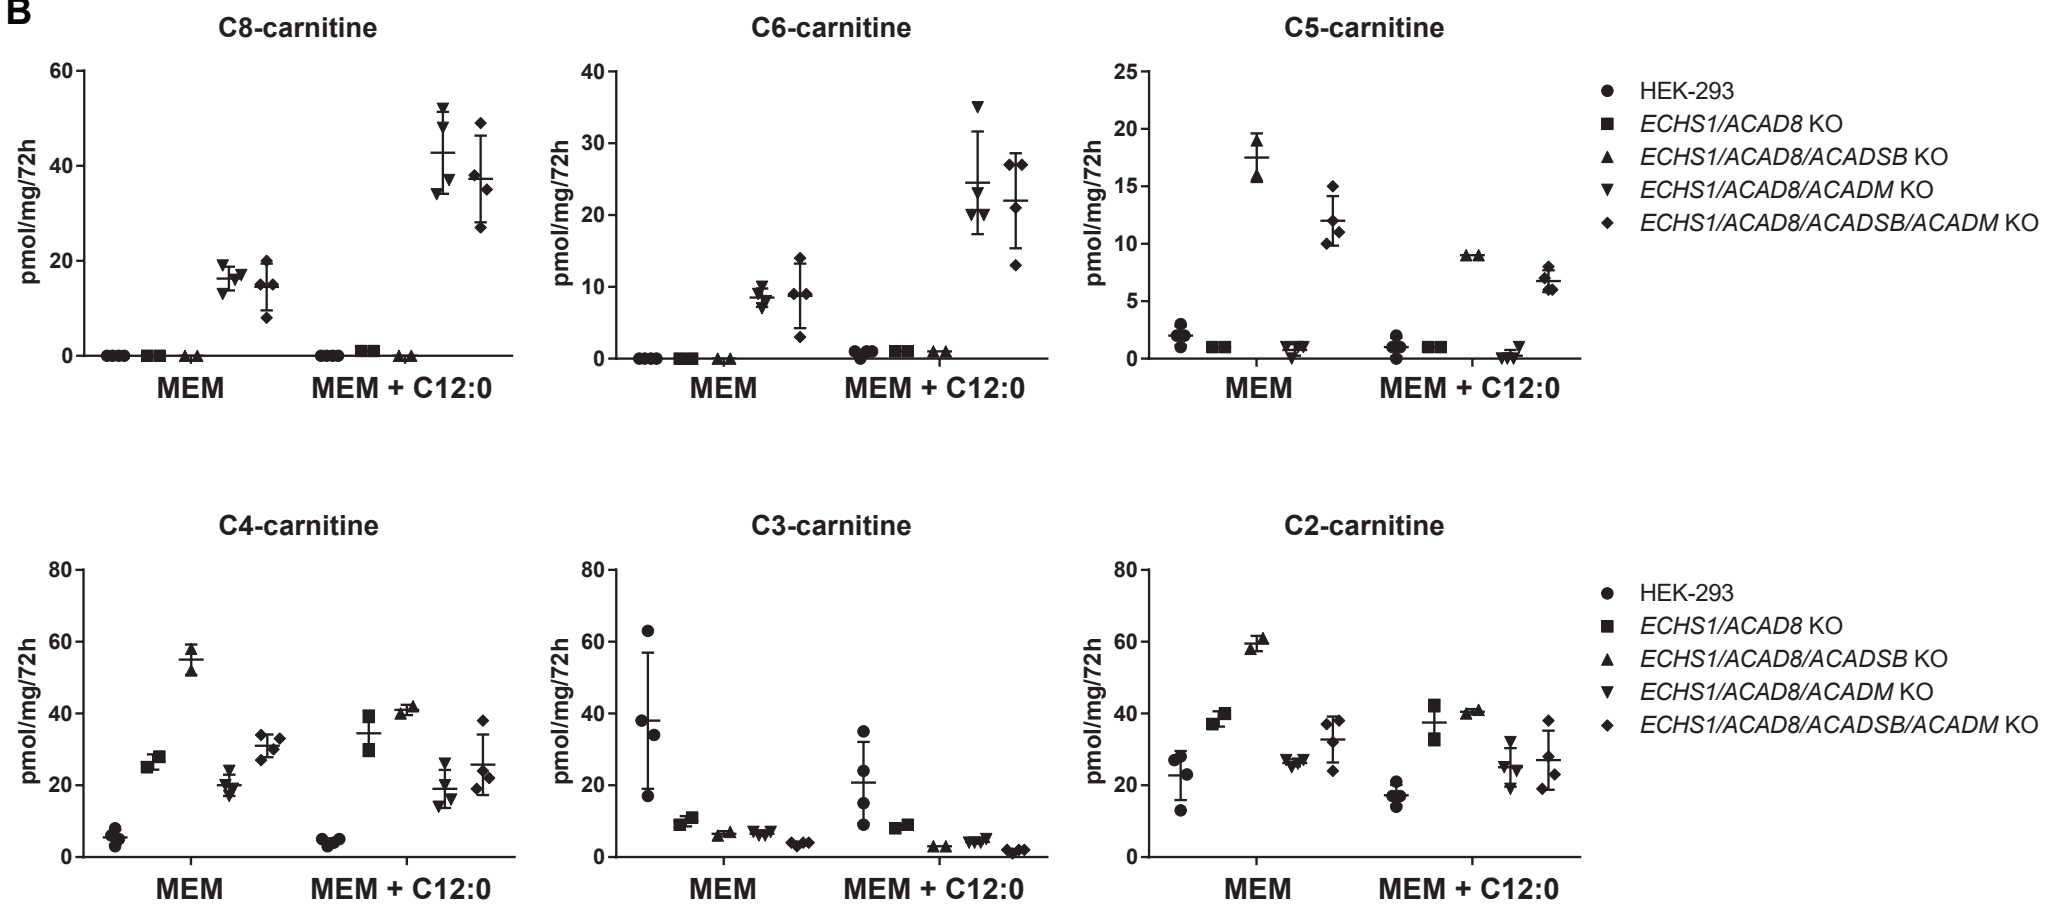 B
C8-carnitine
C6-carnitine
C5-carnitine
pmol/mg/72h
60
40
20
0
MEM
MEM + C12:0
pmol/mg/72h
40
30
20
10
0
MEM
MEM + C12:0
pmol/mg/72h
25
20
15
10
5
0
MEM
MEM + C12:0
HEK-293
ECHS1/ACAD8 KO
ECHS1/ACAD8/ACADSB KO
ECHS1/ACAD8/ACADM KO
ECHS1/ACAD8/ACADSB/ACADM KO
C4-carnitine
C3-carnitine
C2-carnitine
pmol/mg/72h
80
60
40
20
0
MEM
MEM + C12:0
pmol/mg/72h
80
60
40
20
0
MEM
MEM + C12:0
pmol/mg/72h
80
60
40
20
0
MEM
MEM + C12:0
HEK-293
ECHS1/ACAD8 KO
ECHS1/ACAD8/ACADSB KO
ECHS1/ACAD8/ACADM KO
ECHS1/ACAD8/ACADSB/ACADM KO